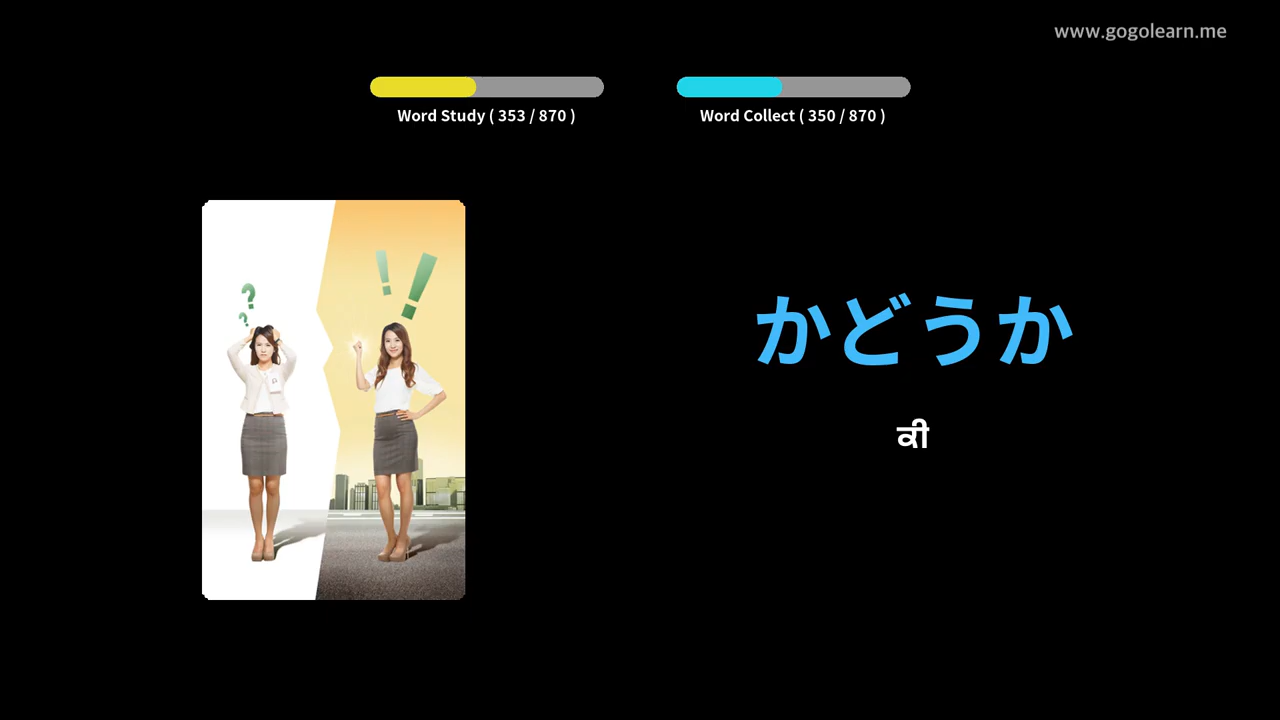 www.gogolearn.me
Word Study ( 353 / 870 )
Word Collect ( 350 / 870 )
? ? ! !
かどうか
ਕੀ